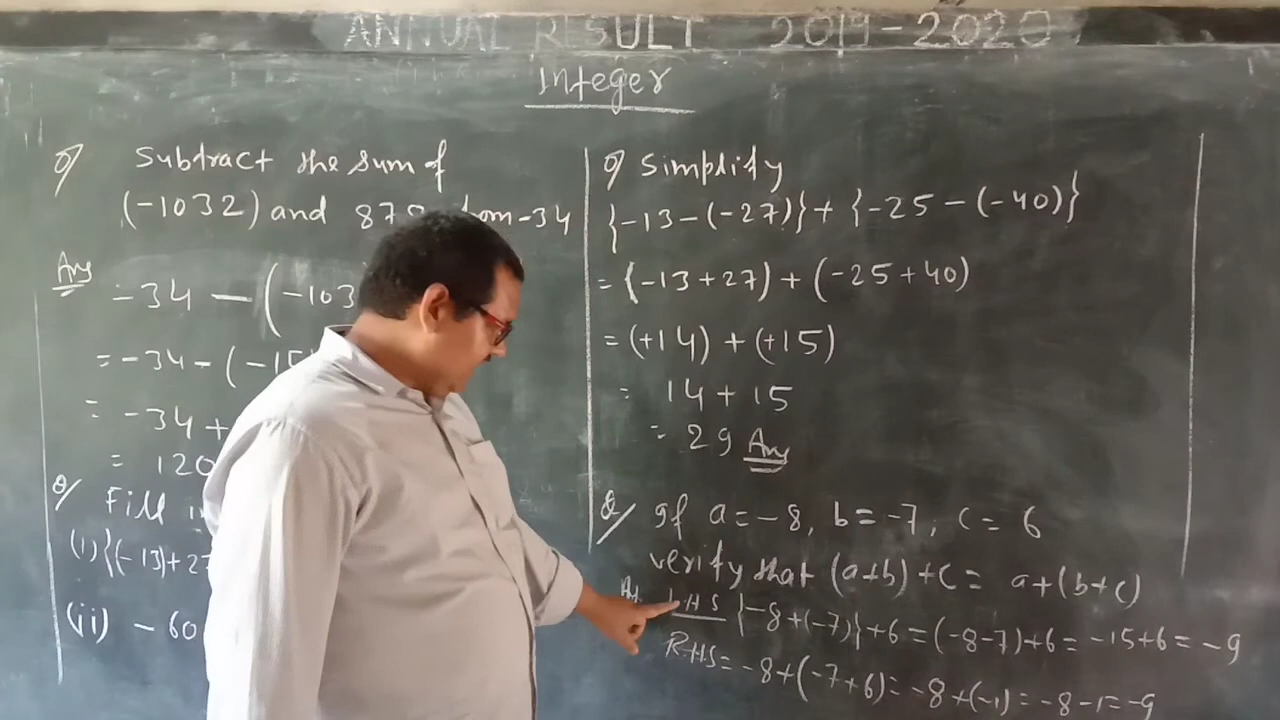 ANNUAL RESULT 2019-2020
Integer
Q/ Subtract the sum of
(-1032) and 878 -34
Ans
= -34 - (-103
= -34 - (-15
= -34 +
= 120
Q/ Fill
(i) {(-13)+27
(ii) - 60
Q/ Simplify
{-13-(-27)} + {-25-(-40)}
= (-13+27) + (-25+40)
= (+14) + (+15)
= 14 + 15
= 29 Ans
Q/ If a = -8, b = -7, c = 6
verify that (a+b)+c = a+(b+c)
LHS {-8+(-7)}+6 = (-8-7)+6 = -15+6 = -9
RHS = -8+(-7+6) = -8+(-1) = -8-1 = -9